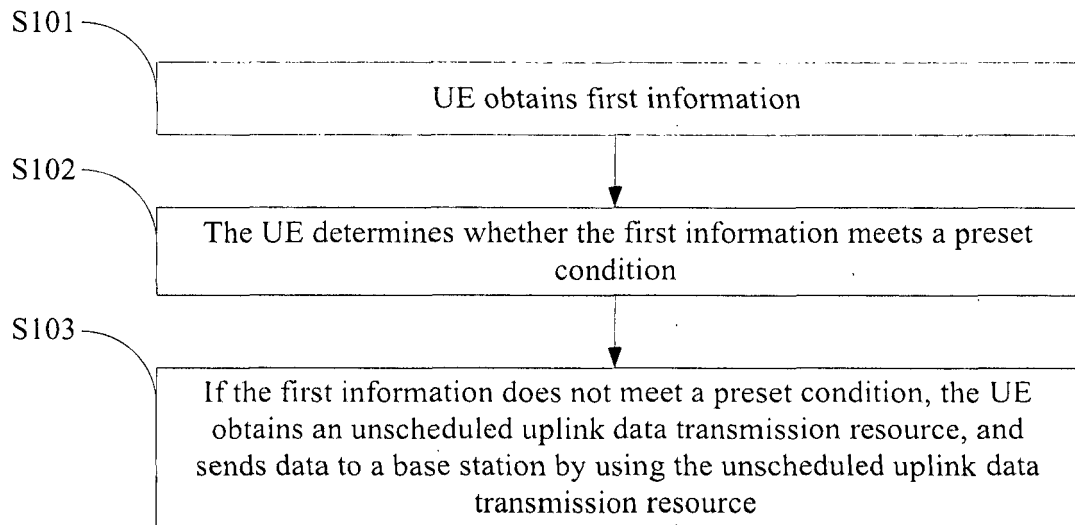 S101
UE obtains first information
S102
The UE determines whether the first information meets a preset
condition
S103
If the first information does not meet a preset condition, the UE
obtains an unscheduled uplink data transmission resource, and
sends data to a base station by using the unscheduled uplink data
transmission resource